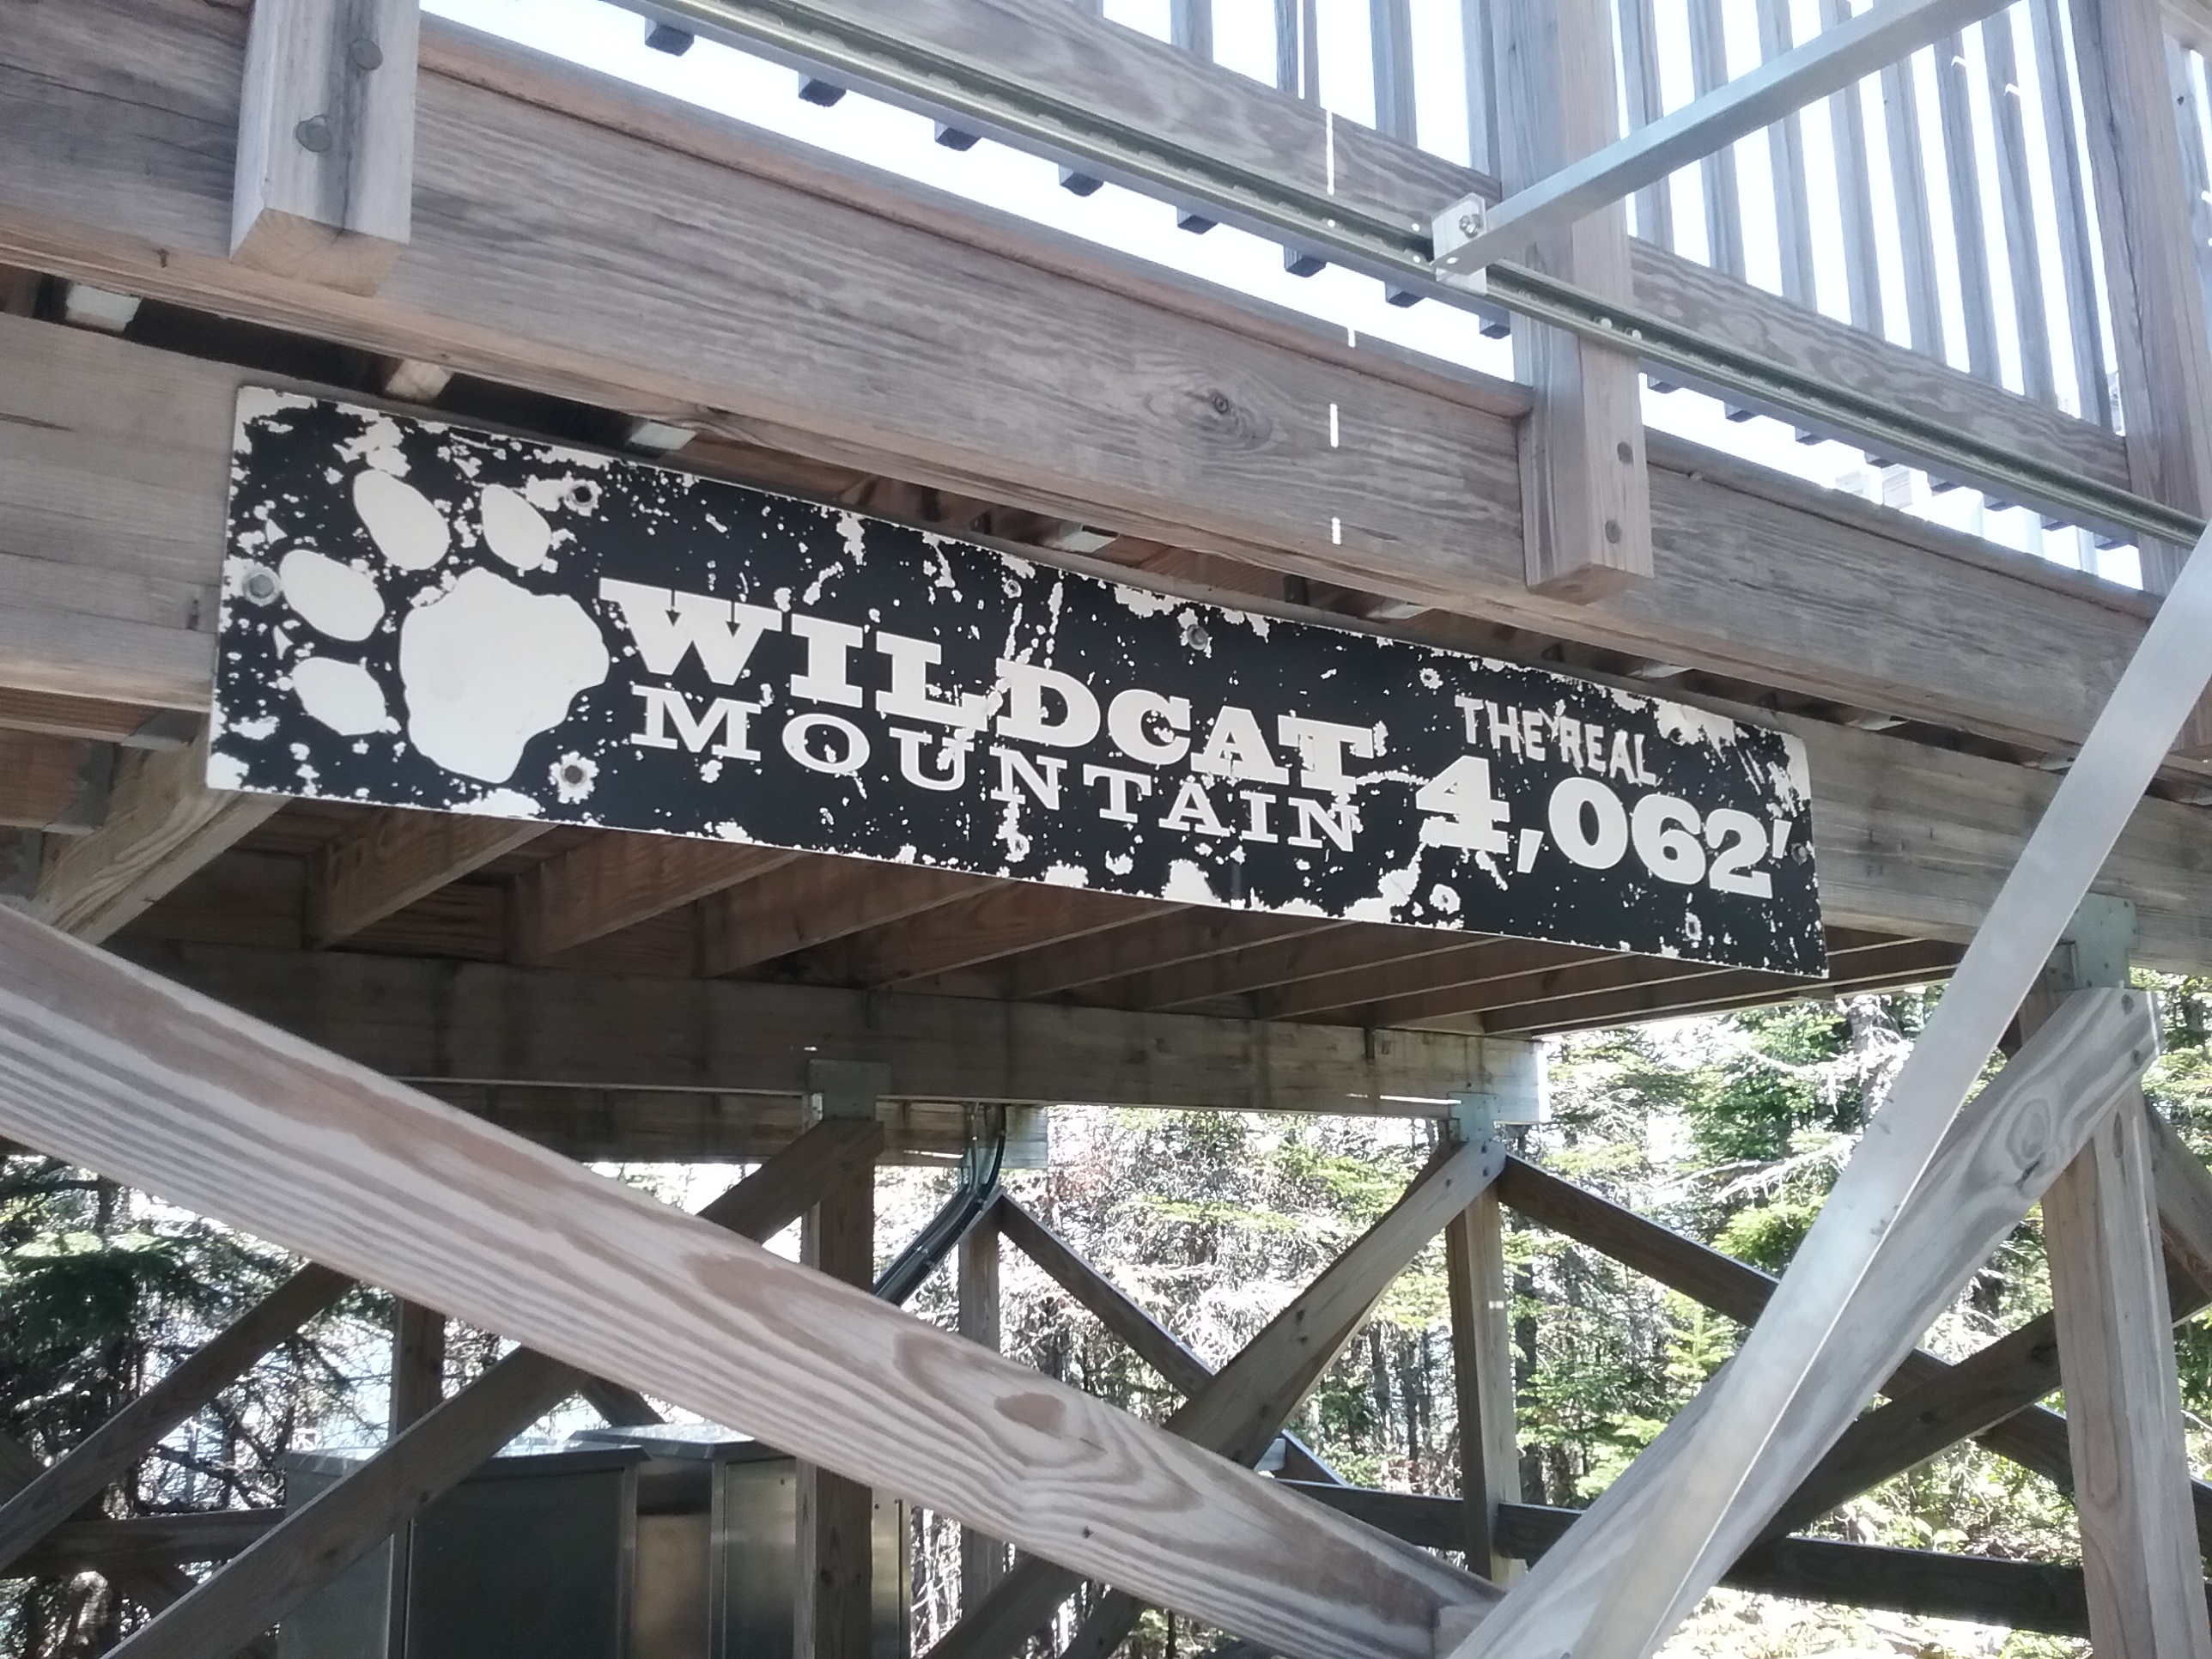 WILDCAT
MOUNTAIN
THE REAL
4,062'